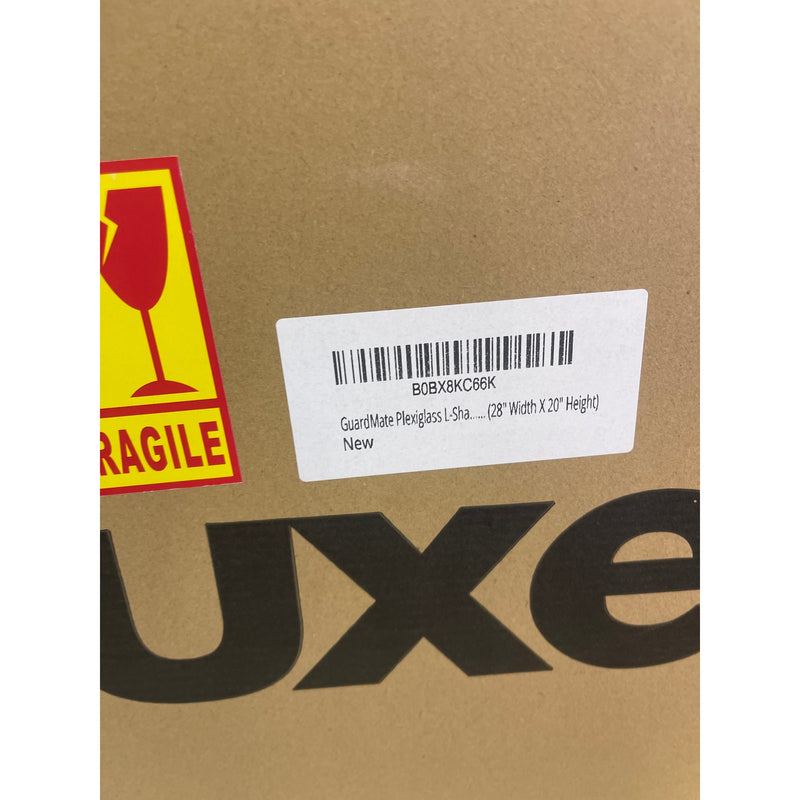 RAGILE
B0BX8KC66K
GuardMate Plexiglass L-Sha...... (28" Width X 20" Height)
New
uxe